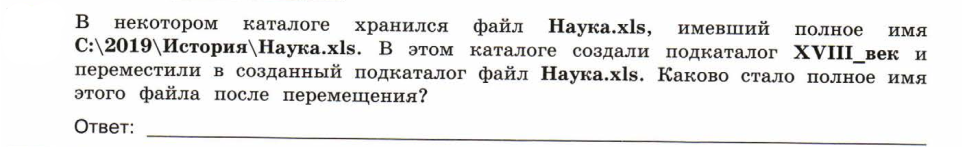 В некотором каталоге хранился файл Наука.xls, имевший полное имя
C:\2019\История\Наука.xls. В этом каталоге создали подкаталог XVIII_век и
переместили в созданный подкаталог файл Наука.xls. Каково стало полное имя
этого файла после перемещения?
Ответ: